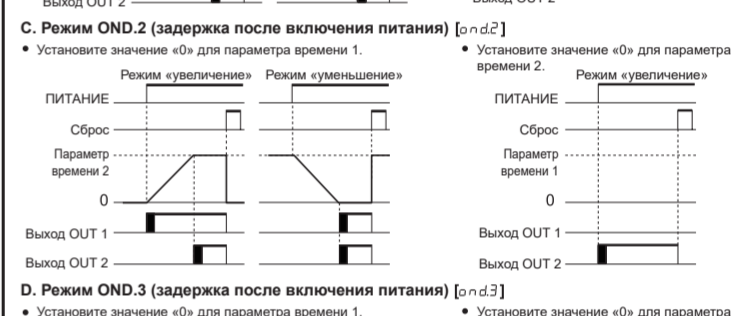 Выход OUT 2
Выход OUT 2
C. Режим OND.2 (задержка после включения питания) [ond.2]
• Установите значение «0» для параметра времени 1.
Режим «увеличение» Режим «уменьшение»
ПИТАНИЕ
Сброс
Параметр
времени 2
0
Выход OUT 1
Выход OUT 2
• Установите значение «0» для параметра
времени 2.
Режим «увеличение»
ПИТАНИЕ
Сброс
Параметр
времени 1
0
Выход OUT 1
Выход OUT 2
D. Режим OND.3 (задержка после включения питания) [ond.3]
• Установите значение «0» для параметра времени 1.
• Установите значение «0» для параметра